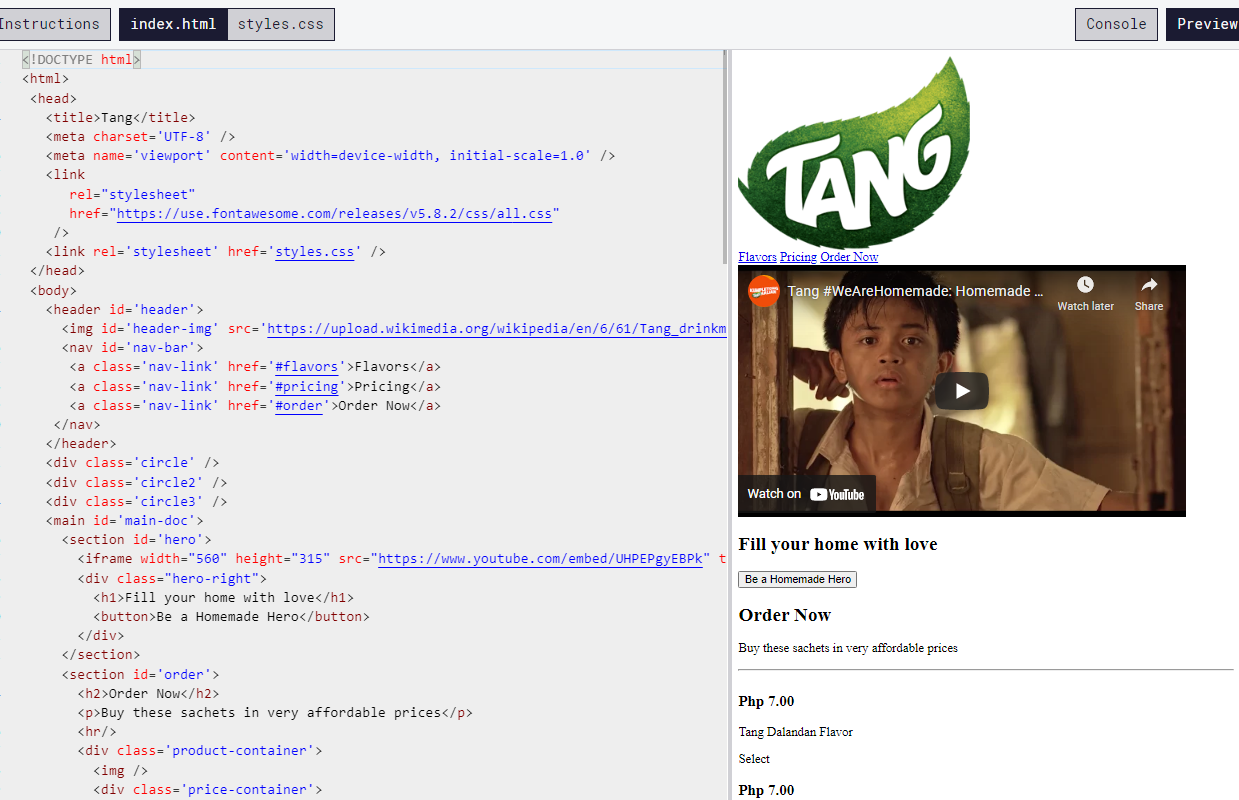 Instructions
index.html
styles.css
Console
Preview
<!DOCTYPE html>
<html>
<head>
<title>Tang</title>
<meta charset='UTF-8' />
<meta name='viewport' content='width=device-width, initial-scale=1.0' />
<link
rel="stylesheet"
href="https://use.fontawesome.com/releases/v5.8.2/css/all.css"
/>
<link rel='stylesheet' href='styles.css' />
</head>
<body>
<header id='header'>
<img id='header-img' src='https://upload.wikimedia.org/wikipedia/en/6/61/Tang_drinkm
<nav id='nav-bar'>
<a class='nav-link' href='#flavors'>Flavors</a>
<a class='nav-link' href='#pricing'>Pricing</a>
<a class='nav-link' href='#order'>Order Now</a>
</nav>
</header>
<div class='circle' />
<div class='circle2' />
<div class='circle3' />
<main id='main-doc'>
<section id='hero'>
<iframe width="560" height="315" src="https://www.youtube.com/embed/UHPEPgyEBPk" t
<div class="hero-right">
<h1>Fill your home with love</h1>
<button>Be a Homemade Hero</button>
</div>
</section>
<section id='order'>
<h2>Order Now</h2>
<p>Buy these sachets in very affordable prices</p>
<hr/>
<div class='product-container'>
<img />
<div class='price-container'>
TANG
Flavors Pricing Order Now
Tang #WeAreHomemade: Homemade ...
Watch later
Share
Watch on YouTube
Fill your home with love
Be a Homemade Hero
Order Now
Buy these sachets in very affordable prices
Php 7.00
Tang Dalandan Flavor
Select
Php 7.00